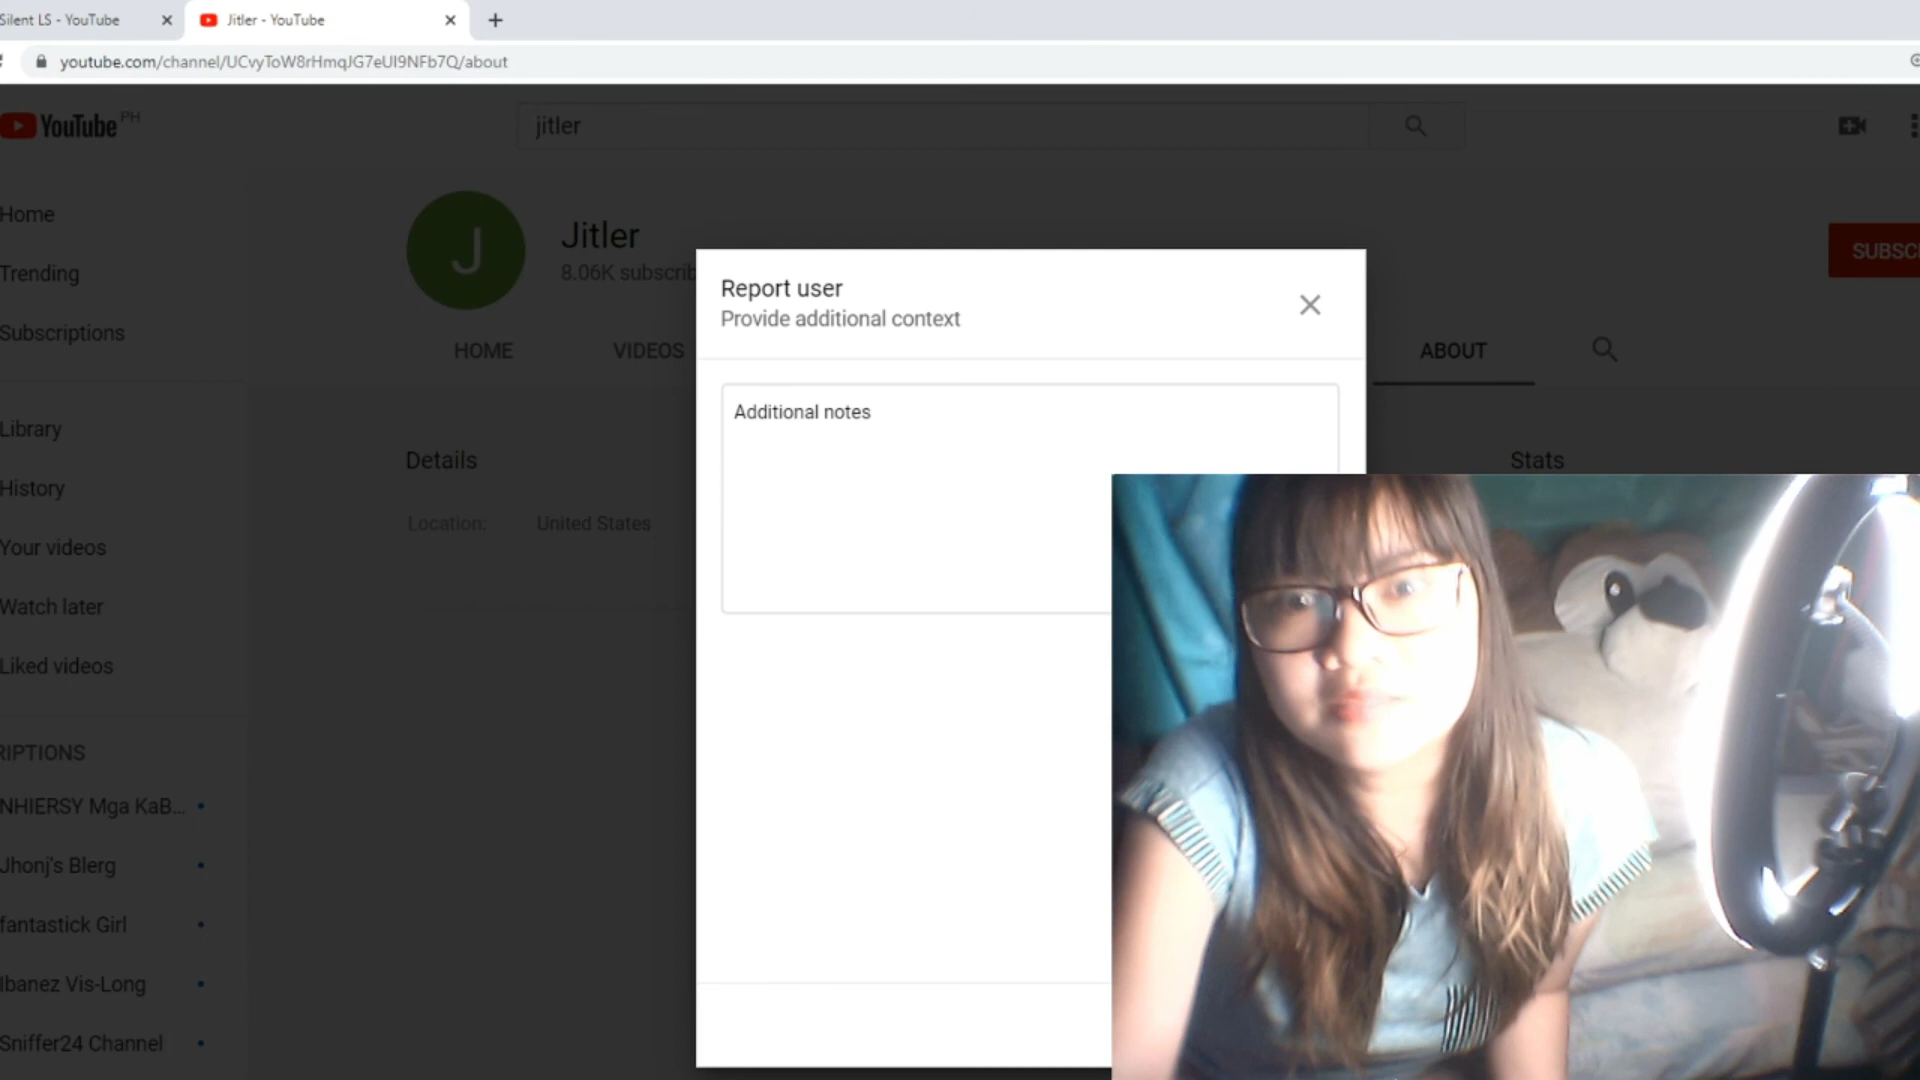 Silent LS - YouTube
Jitler - YouTube
youtube.com/channel/UCvyToW8rHmqJG7eUI9NFb7Q/about
YouTube PH
jitler
Home
Trending
Subscriptions
Library
History
Your videos
Watch later
Liked videos
RIPTIONS
NHIERSY Mga KaB...
Jhonj's Blerg
fantastick Girl
Ibanez Vis-Long
Sniffer24 Channel
J
Jitler
8.06K subscrib
SUBSC
HOME
VIDEOS
ABOUT
Details
Location:
United States
Stats
Report user
Provide additional context
Additional notes